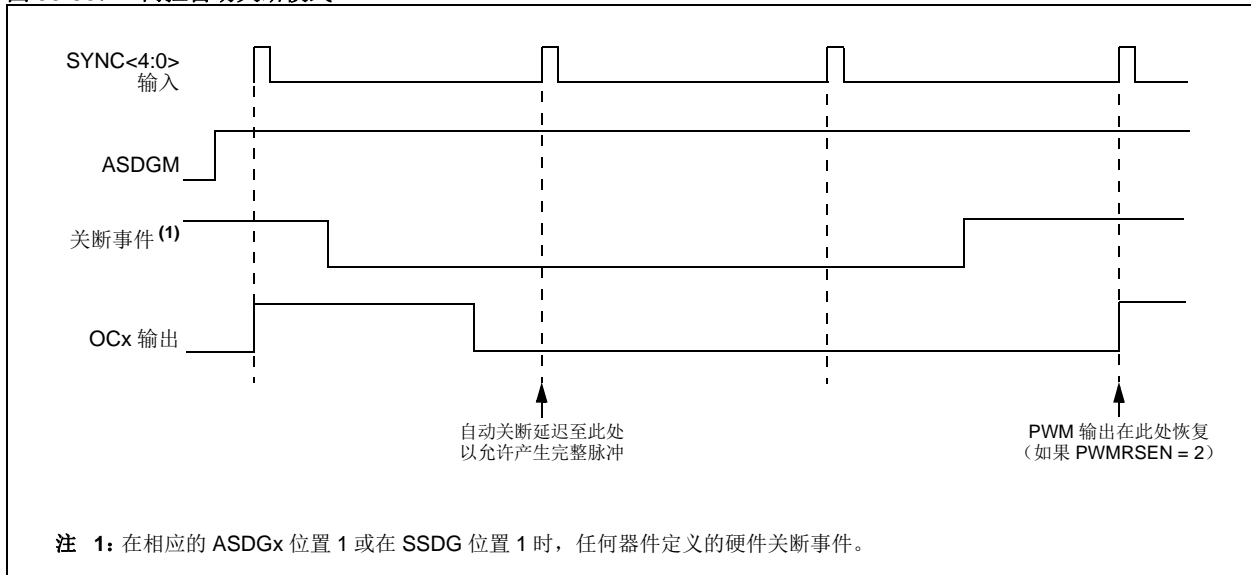 SYNC<4:0>
输入
ASDGM
关断事件 (1)
OCx 输出
自动关断延迟至此处
以允许产生完整脉冲
PWM 输出在此处恢复
（如果 PWMRSEN = 2）
注 1: 在相应的 ASDGx 位置 1 或在 SSDG 位置 1 时，任何器件定义的硬件关断事件。